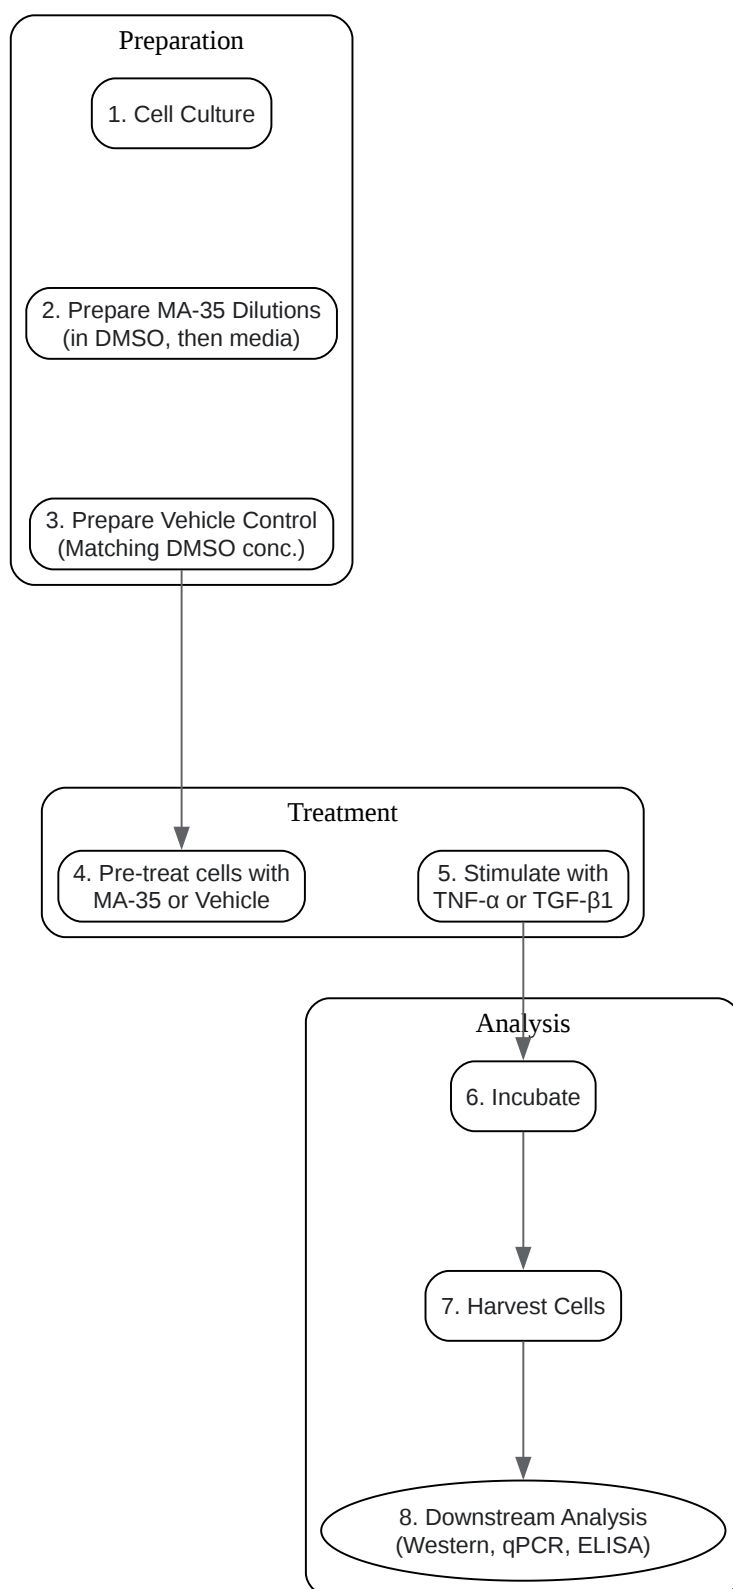 Preparation
1. Cell Culture
2. Prepare MA-35 Dilutions
(in DMSO, then media)
3. Prepare Vehicle Control
(Matching DMSO conc.)
Treatment
4. Pre-treat cells with
MA-35 or Vehicle
5. Stimulate with
TNF-α or TGF-β1
Analysis
6. Incubate
7. Harvest Cells
8. Downstream Analysis
(Western, qPCR, ELISA)